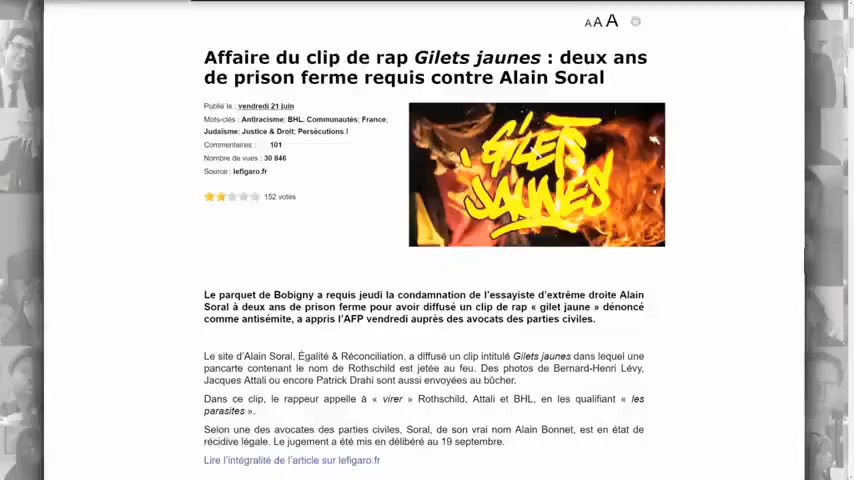 A A A
Affaire du clip de rap Gilets jaunes : deux ans
de prison ferme requis contre Alain Soral
Publié le : vendredi 21 juin
Mots-clés : Antiracisme; BHL, Communautés; France;
Judaïsme; Justice & Droit; Persécutions !
Commentaires : 101
Nombre de vues : 30 846
Source : lefigaro.fr
152 votes
GILETS
JAUNES
Le parquet de Bobigny a requis jeudi la condamnation de l'essayiste d'extrême droite Alain
Soral à deux ans de prison ferme pour avoir diffusé un clip de rap « gilet jaune » dénoncé
comme antisémite, a appris l'AFP vendredi auprès des avocats des parties civiles.
Le site d'Alain Soral, Égalité & Réconciliation, a diffusé un clip intitulé Gilets jaunes dans lequel une
pancarte contenant le nom de Rothschild est jetée au feu. Des photos de Bernard-Henri Lévy,
Jacques Attali ou encore Patrick Drahi sont aussi envoyées au bûcher.
Dans ce clip, le rappeur appelle à « virer » Rothschild, Attali et BHL, en les qualifiant « les
parasites ».
Selon une des avocates des parties civiles, Soral, de son vrai nom Alain Bonnet, est en état de
récidive légale. Le jugement a été mis en délibéré au 19 septembre.
Lire l'intégralité de l'article sur lefigaro.fr